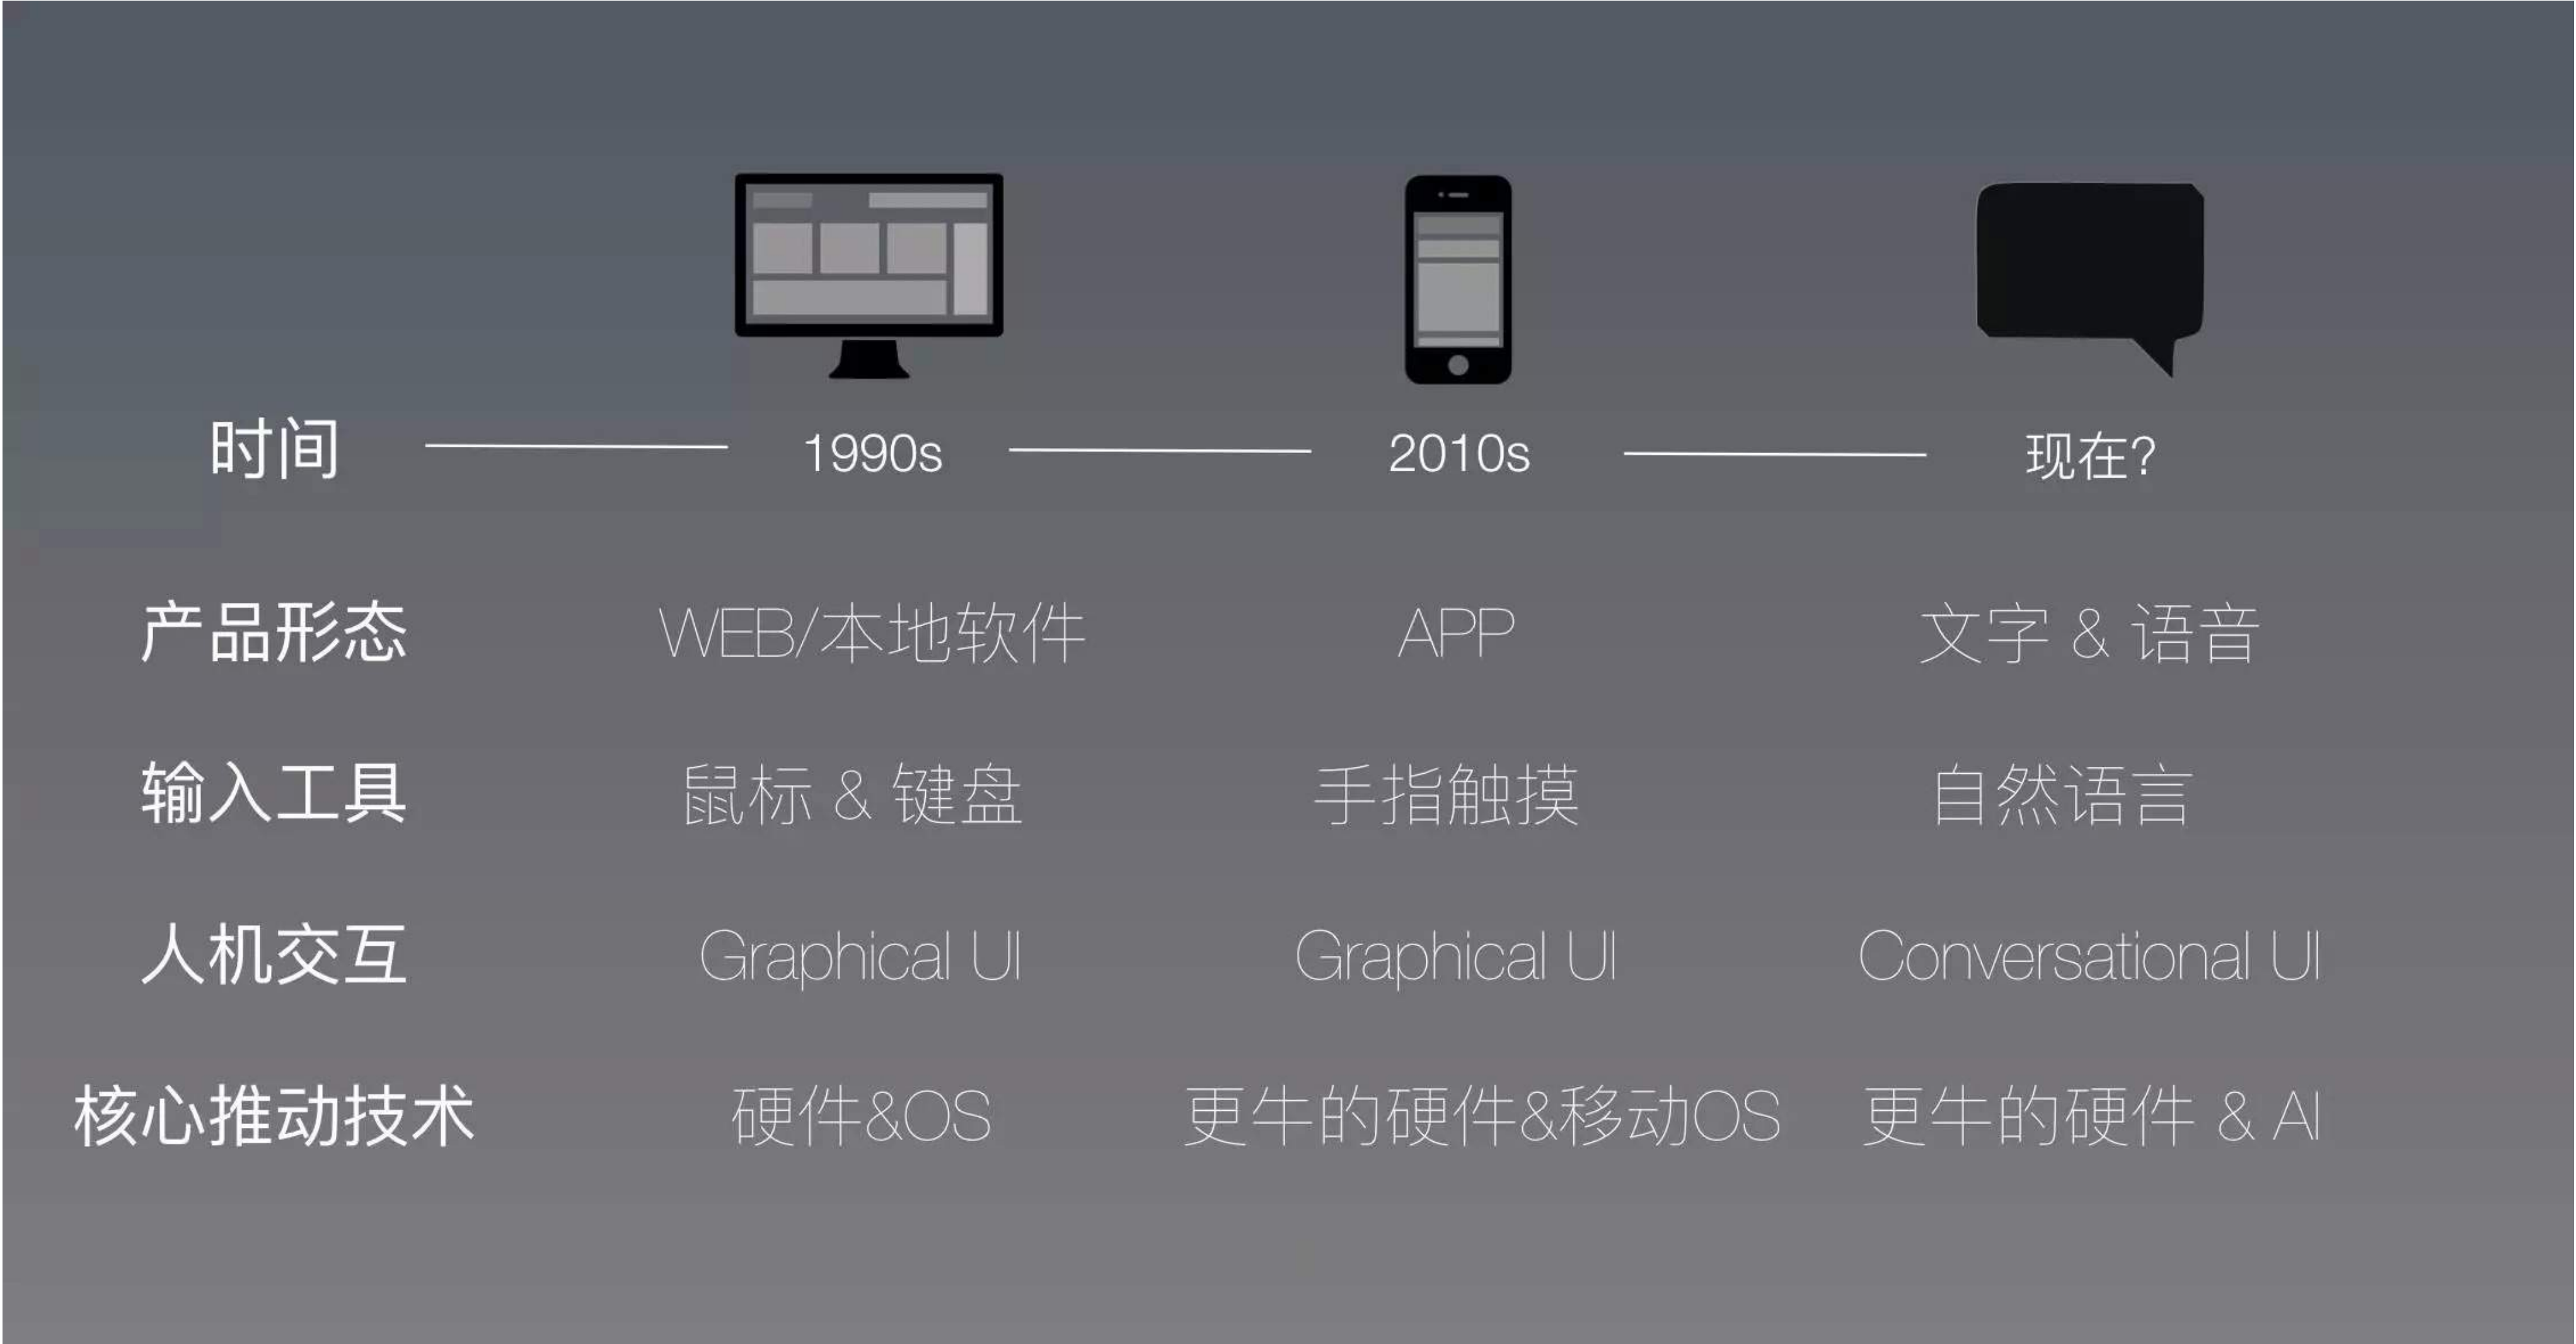 时间 1990s 2010s 现在?
产品形态 WEB/本地软件 APP 文字 & 语音
输入工具 鼠标 & 键盘 手指触摸 自然语言
人机交互 Graphical UI Graphical UI Conversational UI
核心推动技术 硬件&OS 更牛的硬件&移动OS 更牛的硬件 & AI